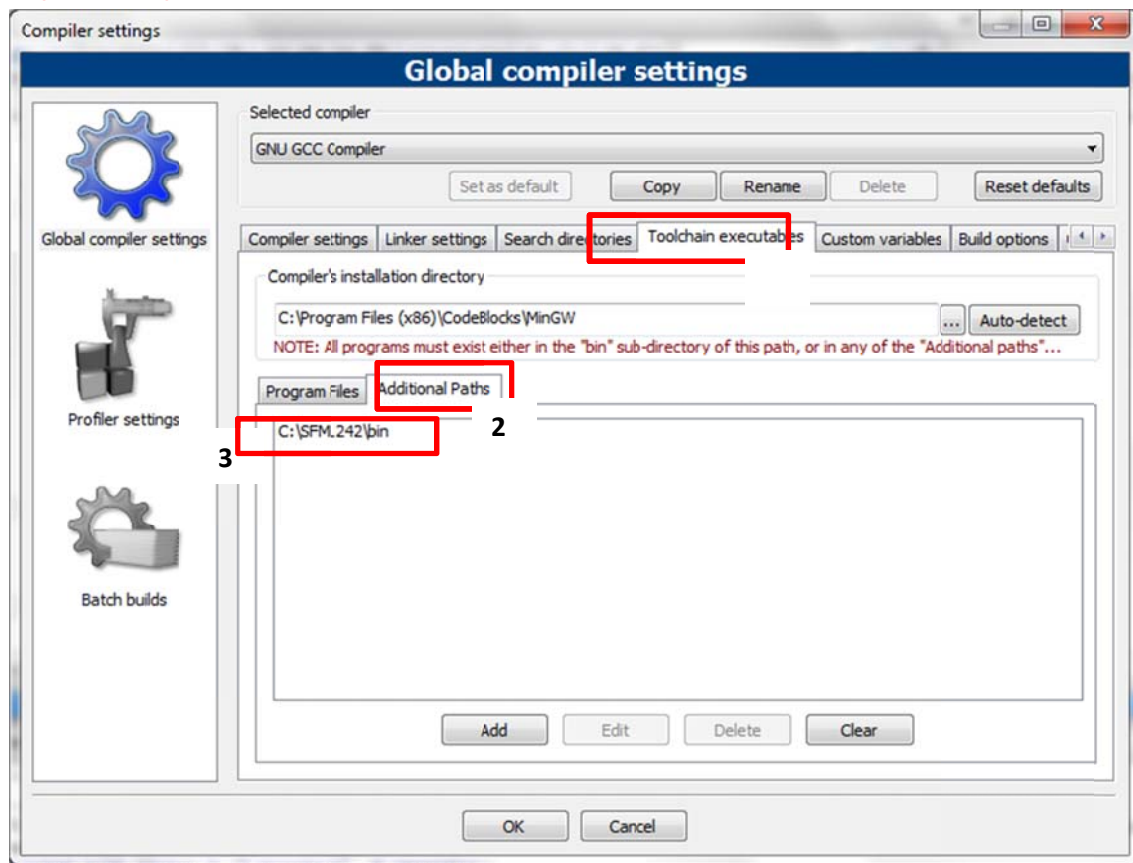 Compiler settings
Global compiler settings
Selected compiler
GNU GCC Compiler
Set as default Copy Rename Delete Reset defaults
Global compiler settings
Compiler settings Linker settings Search directories Toolchain executables Custom variables Build options
Compiler's installation directory
C:\Program Files (x86)\CodeBlocks\MinGW ... Auto-detect
NOTE: All programs must exist either in the "bin" sub-directory of this path, or in any of the "Additional paths"...
Program Files Additional Paths
Profiler settings
2
C:\SFML242\bin
3
Batch builds
Add Edit Delete Clear
OK Cancel